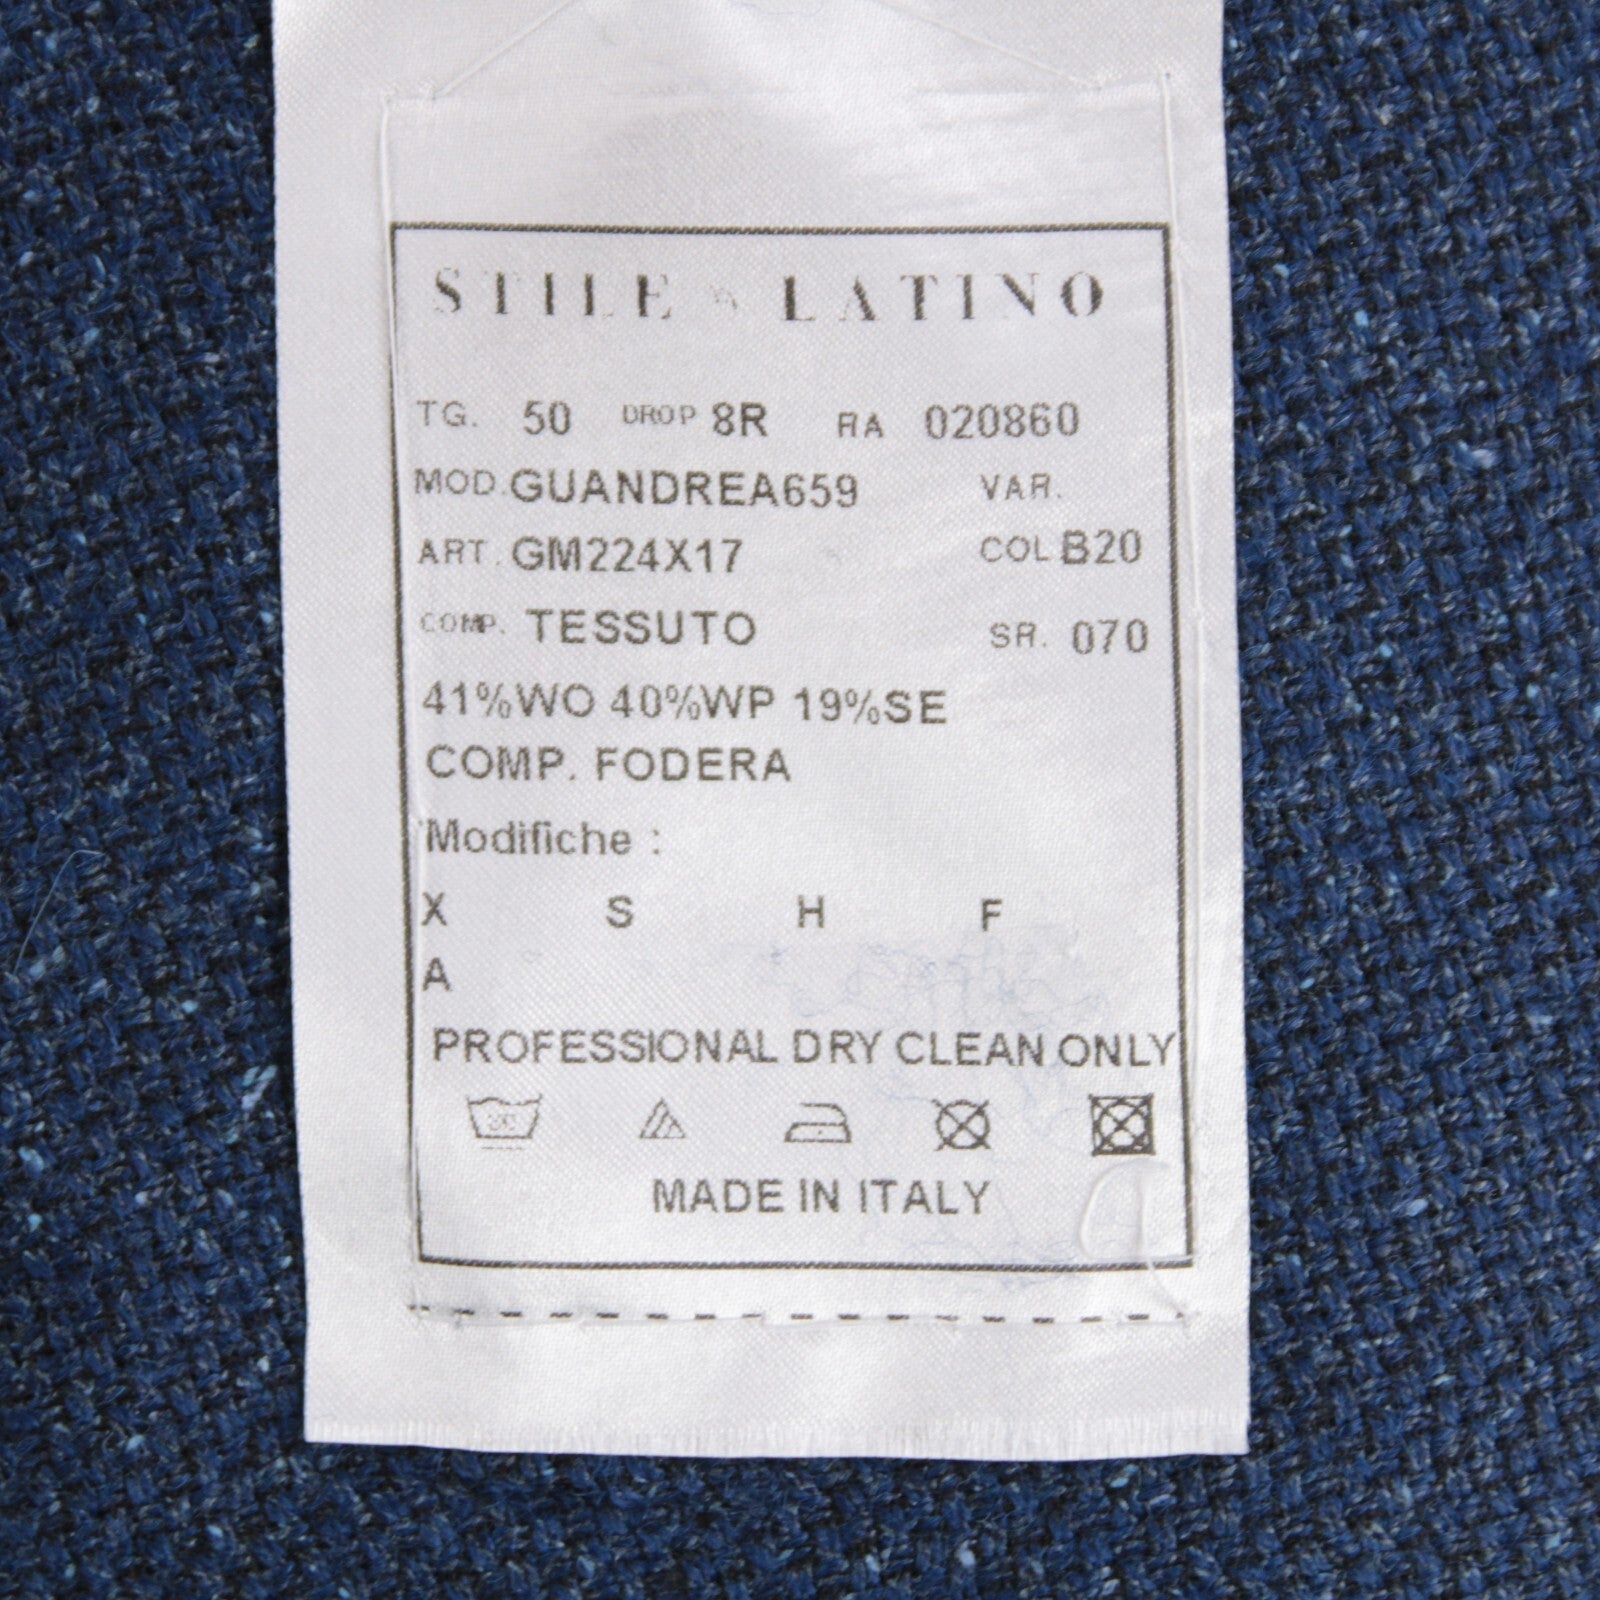 STILE LATINO
TG. 50 DROP 8R RA 020860
MOD. GUANDREA659 VAR.
ART. GM224X17 COL B20
COMP. TESSUTO SR. 070
41%WO 40%WP 19%SE
COMP. FODERA
Modifiche :
X S H F
A
PROFESSIONAL DRY CLEAN ONLY
MADE IN ITALY